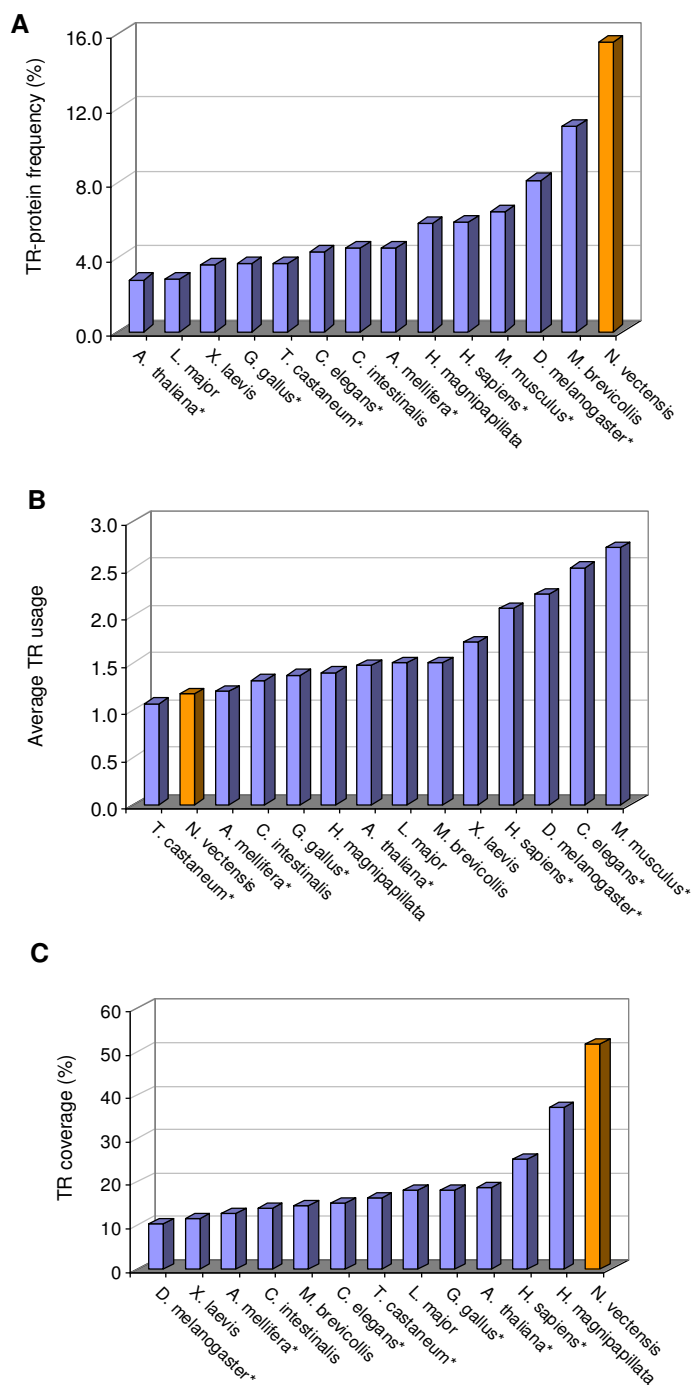 A
TR-protein frequency (%)
16.0
12.0
8.0
4.0
0.0
A. thaliana*
L. major
X. laevis
G. gallus*
T. castaneum*
C. elegans*
C. intestinalis
A. mellifera*
H. magnipapillata
H. sapiens*
M. musculus*
D. melanogaster*
M. brevicollis
N. vectensis
B
Average TR usage
3.0
2.5
2.0
1.5
1.0
0.5
0.0
T. castaneum*
N. vectensis
A. mellifera*
C. intestinalis
G. gallus*
H. magnipapillata
A. thaliana*
L. major
M. brevicollis
X. laevis
H. sapiens*
D. melanogaster*
C. elegans*
M. musculus*
C
TR coverage (%)
60
50
40
30
20
10
0
D. melanogaster*
X. laevis
A. mellifera*
C. intestinalis
M. brevicollis
C. elegans*
T. castaneum*
L. major
G. gallus*
A. thaliana*
H. sapiens*
H. magnipapillata
N. vectensis